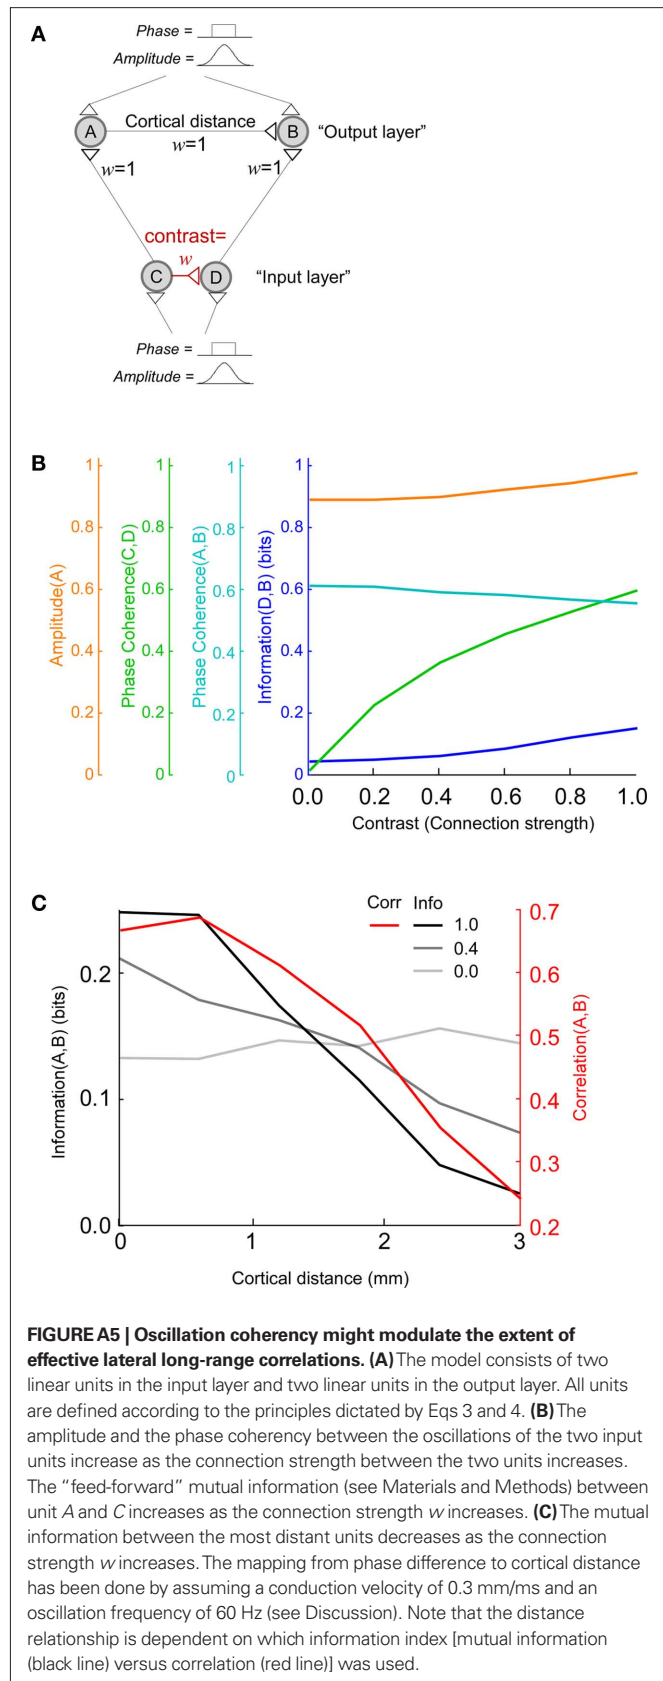 A
Phase =
Amplitude =
A
Cortical distance
w=1
B
"Output layer"
w=1
w=1
contrast=
w
C
D
"Input layer"
Phase =
Amplitude =
B
Amplitude(A)
1
0.8
0.6
0.4
0.2
0
Phase Coherence(C,D)
1
0.8
0.6
0.4
0.2
0
Phase Coherence(A,B)
1
0.8
0.6
0.4
0.2
0
Information(D,B) (bits)
1
0.8
0.6
0.4
0.2
0
0.0 0.2 0.4 0.6 0.8 1.0
Contrast (Connection strength)
C
Corr Info
1.0
0.4
0.0
Information(A,B) (bits)
0.2
0.1
0.0
0.7
0.6
0.5
0.4
0.3
0.2
Correlation(A,B)
0 1 2 3
Cortical distance (mm)
FIGURE A5 | Oscillation coherency might modulate the extent of
effective lateral long-range correlations. (A) The model consists of two
linear units in the input layer and two linear units in the output layer. All units
are defined according to the principles dictated by Eqs 3 and 4. (B) The
amplitude and the phase coherency between the oscillations of the two input
units increase as the connection strength between the two units increases.
The "feed-forward" mutual information (see Materials and Methods) between
unit A and C increases as the connection strength w increases. (C) The mutual
information between the most distant units decreases as the connection
strength w increases. The mapping from phase difference to cortical distance
has been done by assuming a conduction velocity of 0.3 mm/ms and an
oscillation frequency of 60 Hz (see Discussion). Note that the distance
relationship is dependent on which information index [mutual information
(black line) versus correlation (red line)] was used.